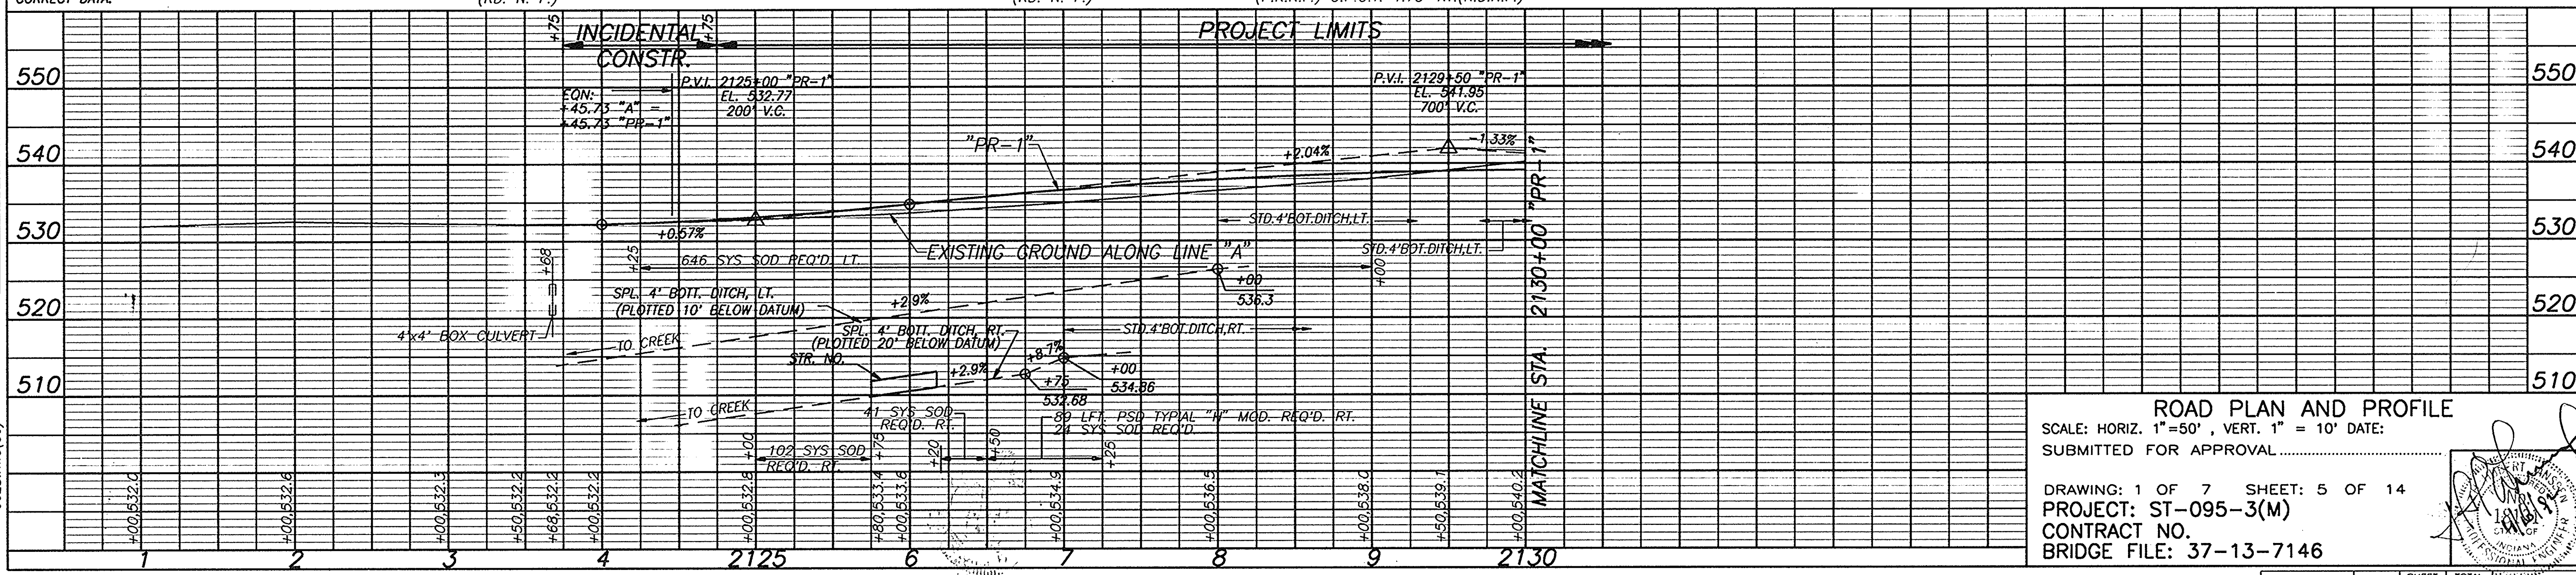 CORRECT DATA.
+75
INCIDENTAL
CONSTR.
+75
PROJECT LIMITS
550
550
P.V.I. 2125+00 "PR-1"
EL. 532.77
200' V.C.
P.V.I. 2129+50 "PR-1"
EL. 541.95
700' V.C.
EQN:
+45.73 "A" =
+45.73 "PR-1"
540
540
"PR-1"
+2.04%
-1.33%
530
530
+0.57%
STD.4'BOT.DITCH,LT.
STD.4'BOT.DITCH,LT.
EXISTING GROUND ALONG LINE "A"
+68
+25
646 SYS SOD REQ'D. LT.
+00
+00
536.3
MATCHLINE STA. 2130+00 "PR-1"
520
520
SPL. 4' BOTT. DITCH, LT.
(PLOTTED 10' BELOW DATUM)
+2.9%
4'x4' BOX CULVERT
TO CREEK
SPL. 4' BOTT. DITCH, RT.
(PLOTTED 20' BELOW DATUM)
STR. NO.
STD.4'BOT.DITCH,RT.
+8.7%
+2.9%
+00
534.86
+75
532.68
510
510
TO CREEK
41 SYS SOD
REQ'D. RT.
89 LFT. PSD TYPIAL "H" MOD. REQ'D. RT.
24 SYS SOD REQ'D.
+00
102 SYS SOD
REQ'D. RT.
+75
+20
+50
+25
+00,532.0
+00,532.6
+00,532.3
+50,532.2
+68,532.2
+00,532.2
+00,532.8
+80,533.4
+00,533.6
+00,534.9
+00,536.5
+00,538.0
+50,539.1
+00,540.2
1 2 3 4 2125 6 7 8 9 2130
ROAD PLAN AND PROFILE
SCALE: HORIZ. 1"=50' , VERT. 1" = 10' DATE:
SUBMITTED FOR APPROVAL
DRAWING: 1 OF 7 SHEET: 5 OF 14
PROJECT: ST-095-3(M)
CONTRACT NO.
BRIDGE FILE: 37-13-7146
STATE OF
INDIANA